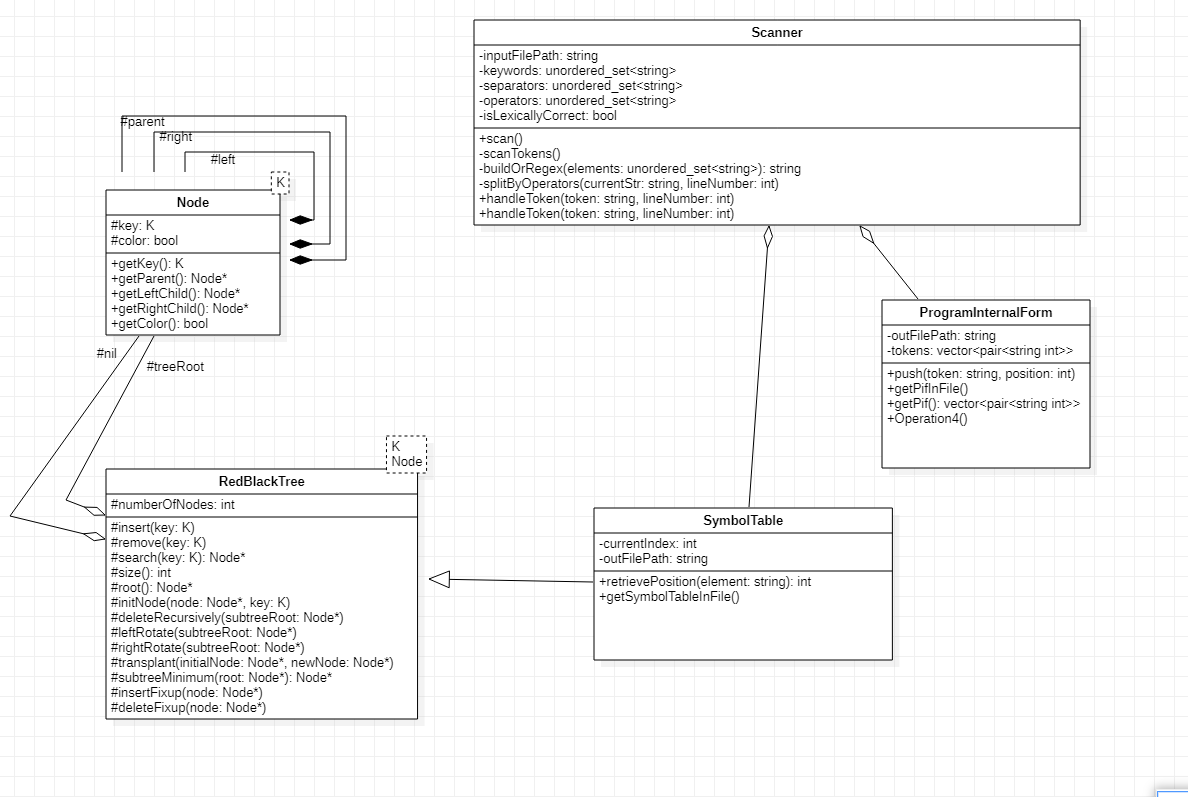 Scanner
-inputFilePath: string
-keywords: unordered_set<string>
-separators: unordered_set<string>
-operators: unordered_set<string>
-isLexicallyCorrect: bool
+scan()
-scanTokens()
-buildOrRegex(elements: unordered_set<string>): string
-splitByOperators(currentStr: string, lineNumber: int)
+handleToken(token: string, lineNumber: int)
+handleToken(token: string, lineNumber: int)
#parent
#right
#left
K
Node
#key: K
#color: bool
+getKey(): K
+getParent(): Node*
+getLeftChild(): Node*
+getRightChild(): Node*
+getColor(): bool
#nil
#treeRoot
ProgramInternalForm
-outFilePath: string
-tokens: vector<pair<string int>>
+push(token: string, position: int)
+getPifInFile()
+getPif(): vector<pair<string int>>
+Operation4()
K
Node
RedBlackTree
#numberOfNodes: int
#insert(key: K)
#remove(key: K)
#search(key: K): Node*
#size(): int
#root(): Node*
#initNode(node: Node*, key: K)
#deleteRecursively(subtreeRoot: Node*)
#leftRotate(subtreeRoot: Node*)
#rightRotate(subtreeRoot: Node*)
#transplant(initialNode: Node*, newNode: Node*)
#subtreeMinimum(root: Node*): Node*
#insertFixup(node: Node*)
#deleteFixup(node: Node*)
SymbolTable
-currentIndex: int
-outFilePath: string
+retrievePosition(element: string): int
+getSymbolTableInFile()